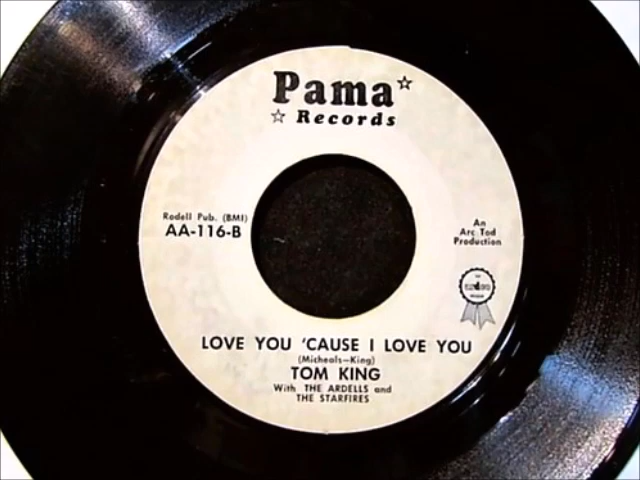 Pama
Records
Rodell Pub. (BMI)
AA-116-B
An
Arc Tod
Production
LOVE YOU 'CAUSE I LOVE YOU
(Micheals-King)
TOM KING
With THE ARDELLS and
THE STARFIRES